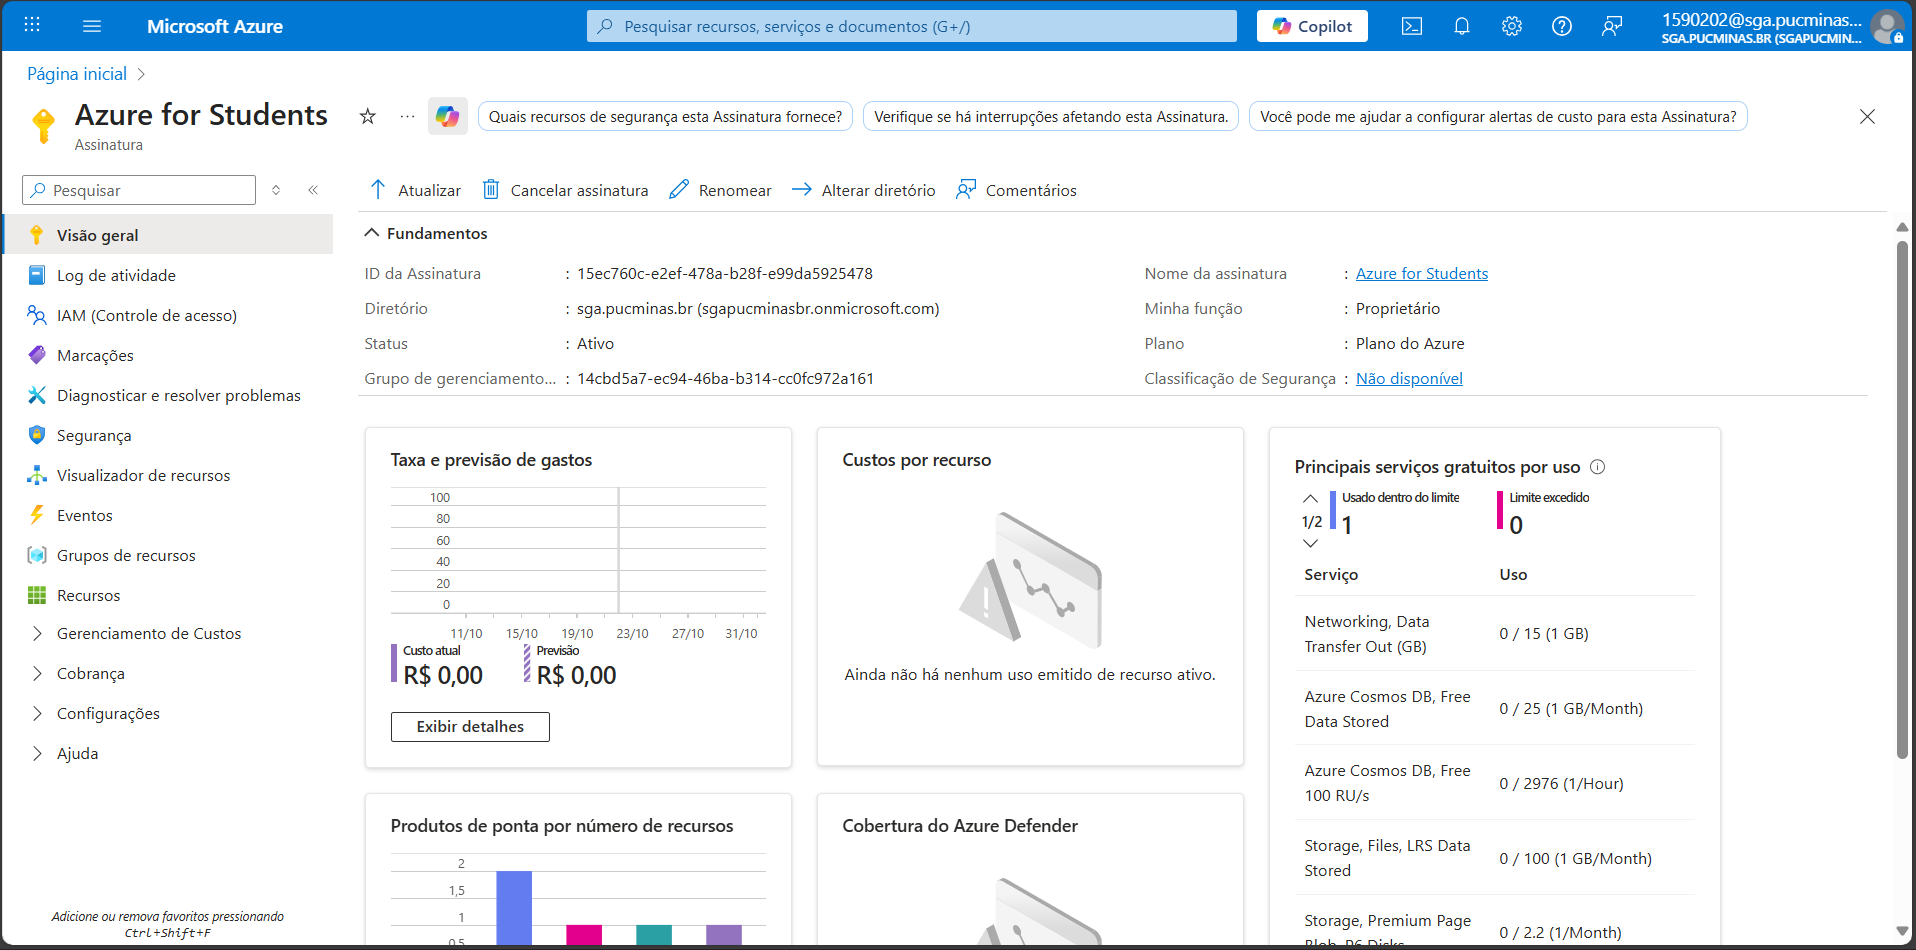 Microsoft Azure
Pesquisar recursos, serviços e documentos (G+/)
Copilot
1590202@sga.pucminas...
SGA.PUCMINAS.BR (SGAPUCMIN...
Página inicial
Azure for Students
Assinatura
Quais recursos de segurança esta Assinatura fornece?
Verifique se há interrupções afetando esta Assinatura.
Você pode me ajudar a configurar alertas de custo para esta Assinatura?
Pesquisar
Atualizar
Cancelar assinatura
Renomear
Alterar diretório
Comentários
Visão geral
Log de atividade
IAM (Controle de acesso)
Marcações
Diagnosticar e resolver problemas
Segurança
Visualizador de recursos
Eventos
Grupos de recursos
Recursos
Gerenciamento de Custos
Cobrança
Configurações
Ajuda
Adicione ou remova favoritos pressionando
Ctrl+Shift+F
Fundamentos
ID da Assinatura : 15ec760c-e2ef-478a-b28f-e99da5925478
Diretório : sga.pucminas.br (sgapucminasbr.onmicrosoft.com)
Status : Ativo
Grupo de gerenciamento... : 14cbd5a7-ec94-46ba-b314-cc0fc972a161
Nome da assinatura : Azure for Students
Minha função : Proprietário
Plano : Plano do Azure
Classificação de Segurança : Não disponível
Taxa e previsão de gastos
100
80
60
40
20
0
11/10 15/10 19/10 23/10 27/10 31/10
Custo atual
R$ 0,00
Previsão
R$ 0,00
Exibir detalhes
Custos por recurso
Ainda não há nenhum uso emitido de recurso ativo.
Principais serviços gratuitos por uso
1/2
Usado dentro do limite
1
Limite excedido
0
Serviço Uso
Networking, Data
Transfer Out (GB)
0 / 15 (1 GB)
Azure Cosmos DB, Free
Data Stored
0 / 25 (1 GB/Month)
Azure Cosmos DB, Free
100 RU/s
0 / 2976 (1/Hour)
Storage, Files, LRS Data
Stored
0 / 100 (1 GB/Month)
Storage, Premium Page
Blob, P6 Disks
0 / 2.2 (1/Month)
Produtos de ponta por número de recursos
2
1,5
1
0,5
Cobertura do Azure Defender